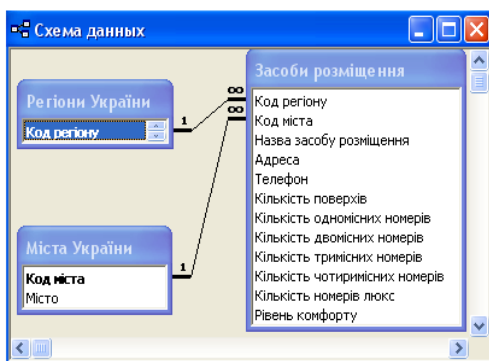 Схема данных
Регіони України
Код регіону
Міста України
Код міста
Місто
Засоби розміщення
Код регіону
Код міста
Назва засобу розміщення
Адреса
Телефон
Кількість поверхів
Кількість одномісних номерів
Кількість двомісних номерів
Кількість тримісних номерів
Кількість чотиримісних номерів
Кількість номерів люкс
Рівень комфорту
1
∞
∞
1